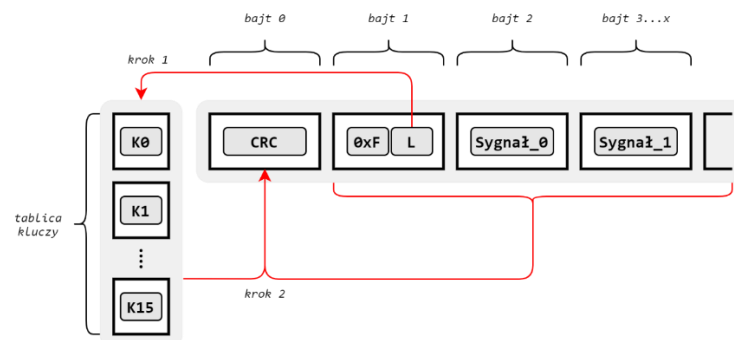 bajt 0 bajt 1 bajt 2 bajt 3...x
krok 1
K0 CRC 0xF L Sygnał_0 Sygnał_1
K1
tablica
kluczy
K15
krok 2